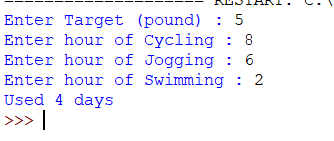 ===================== RESTART: C:\
Enter Target (pound) : 5
Enter hour of Cycling : 8
Enter hour of Jogging : 6
Enter hour of Swimming : 2
Used 4 days
>>>